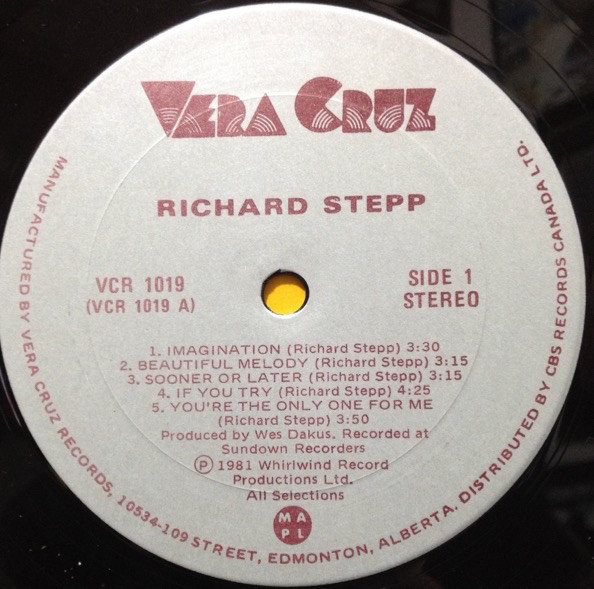 VERA CRUZ
RICHARD STEPP
VCR 1019
(VCR 1019 A)
SIDE 1
STEREO
1. IMAGINATION (Richard Stepp) 3:30
2. BEAUTIFUL MELODY (Richard Stepp) 3:15
3. SOONER OR LATER (Richard Stepp) 3:15
4. IF YOU TRY (Richard Stepp) 4:25
5. YOU'RE THE ONLY ONE FOR ME
(Richard Stepp) 3:50
Produced by Wes Dakus. Recorded at
Sundown Recorders
Ⓟ 1981 Whirlwind Record
Productions Ltd.
All Selections
M A
P L
MANUFACTURED BY VERA CRUZ RECORDS, 10534-109 STREET, EDMONTON, ALBERTA. DISTRIBUTED BY CBS RECORDS CANADA LTD.